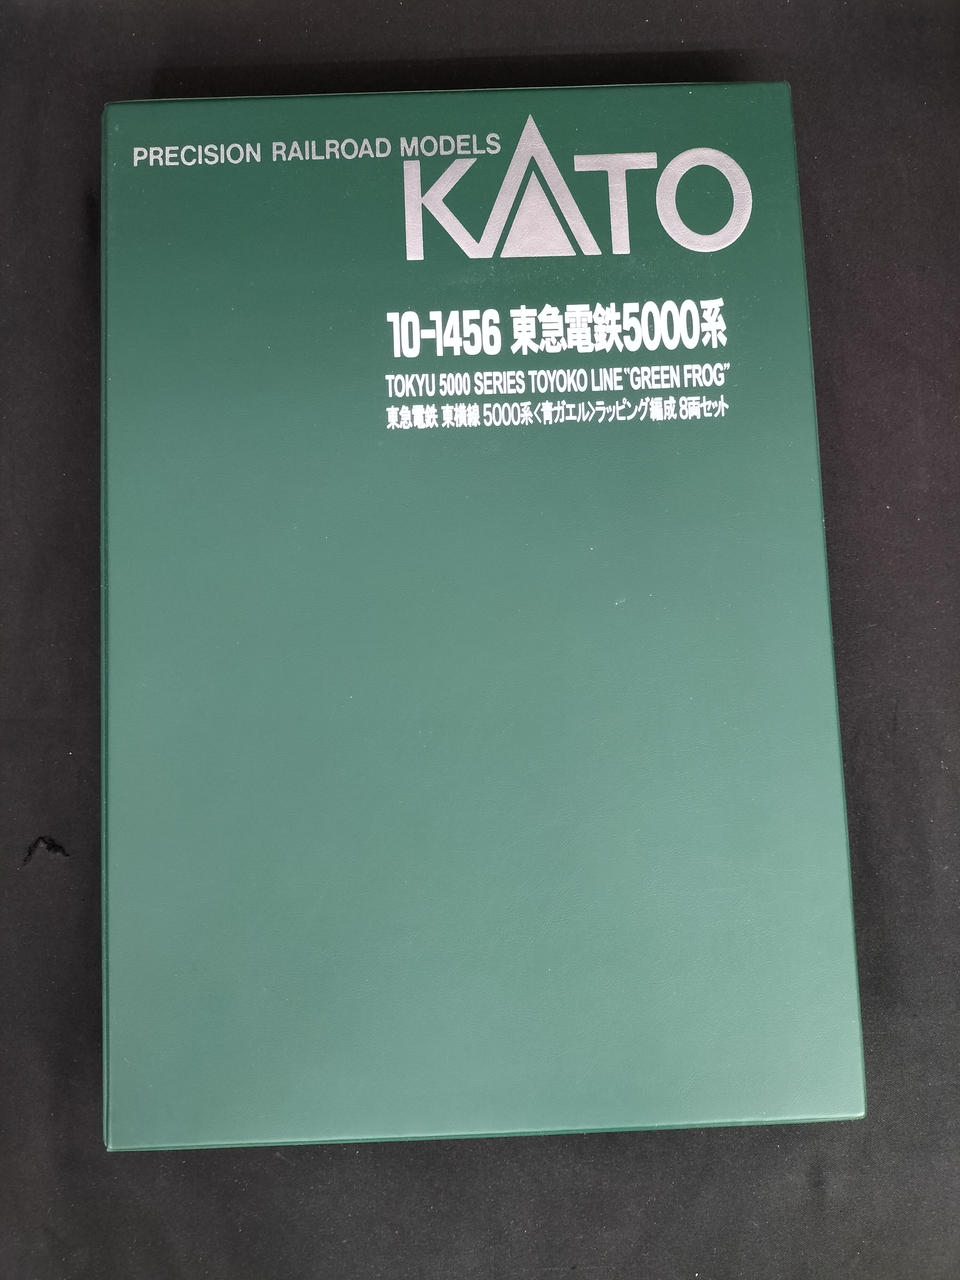 PRECISION RAILROAD MODELS
KATO
10-1456 東急電鉄5000系
TOKYU 5000 SERIES TOYOKO LINE "GREEN FROG"
東急電鉄 東横線 5000系〈青ガエル〉ラッピング編成 8両セット